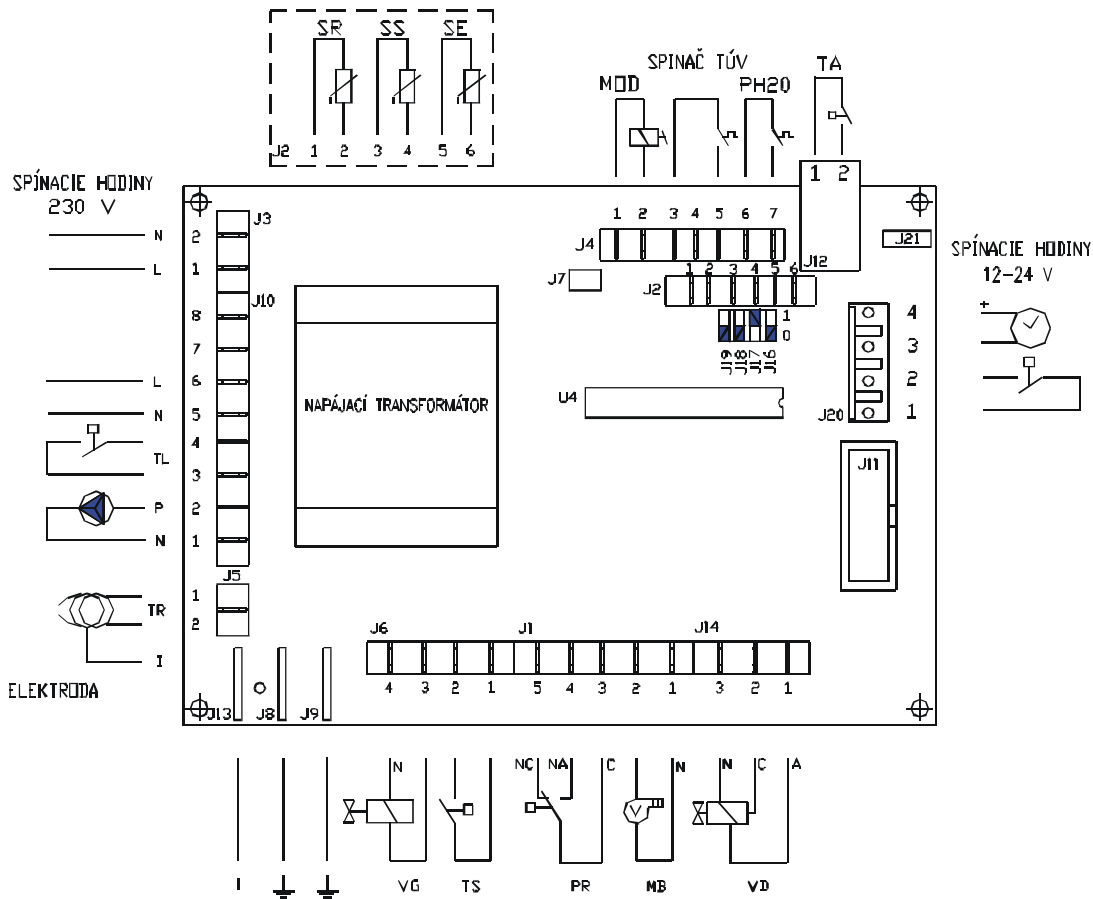 SR SS SE
J2 1 2 3 4 5 6
SPINAČ TÚV
MOD PH20 TA
1 2
SPÍNACIE HODINY
230 V
N 2 J3
L 1
J10
8
7
L 6
N 5
4
TL
3
P 2
N 1
J5
1
TR
2
I
ELEKTRODA
NAPÁJACÍ TRANSFORMÁTOR
1 2 3 4 5 6 7
J4
J12
J21
J7
1 2 3 4 5 6
J2
1
0
J19 J18 J17 J16
U4
SPÍNACIE HODINY
12-24 V
+
4
3
2
1
J20
J11
J6 J1 J14
4 3 2 1 5 4 3 2 1 3 2 1
J13 J8 J9
N NC NA C N N C A
I VG TS PR MB VD